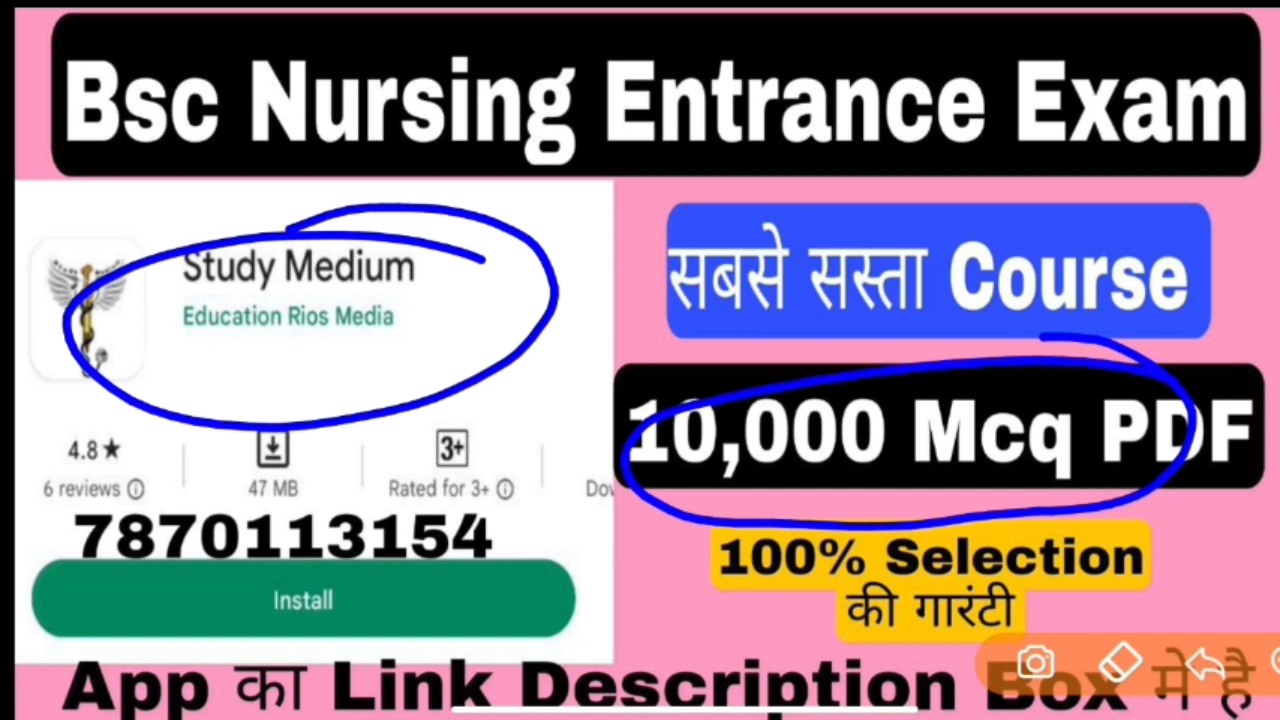 Bsc Nursing Entrance Exam
Study Medium
Education Rios Media
4.8★
6 reviews
47 MB
3+
Rated for 3+
7870113154
Install
सबसे सस्ता Course
10,000 Mcq PDF
100% Selection
की गारंटी
App का Link Description Box मे है